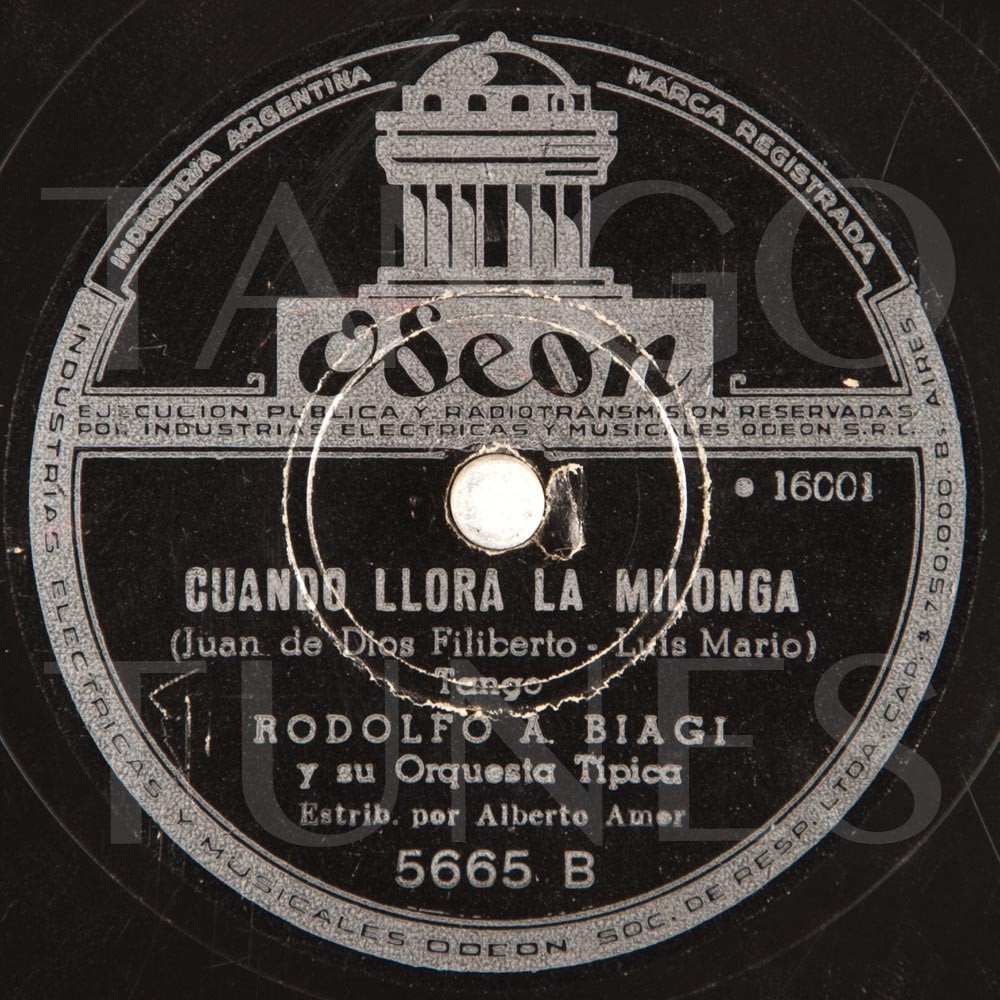 INDUSTRIA ARGENTINA
MARCA REGISTRADA
Odeon
EJECUCION PUBLICA Y RADIOTRANSMISION RESERVADAS
POR INDUSTRIAS ELECTRICAS Y MUSICALES ODEON S.R.L.
16001
CUANDO LLORA LA MILONGA
(Juan de Dios Filiberto - Luis Mario)
Tango
RODOLFO A. BIAGI
y su Orquesta Típica
Estrib. por Alberto Amor
5665 B
INDUSTRIAS ELECTRICAS Y MUSICALES ODEON SOC. DE RESP. LTDA. CAP. $ 750.000 Bs. AIRES
TANGO
TUNES